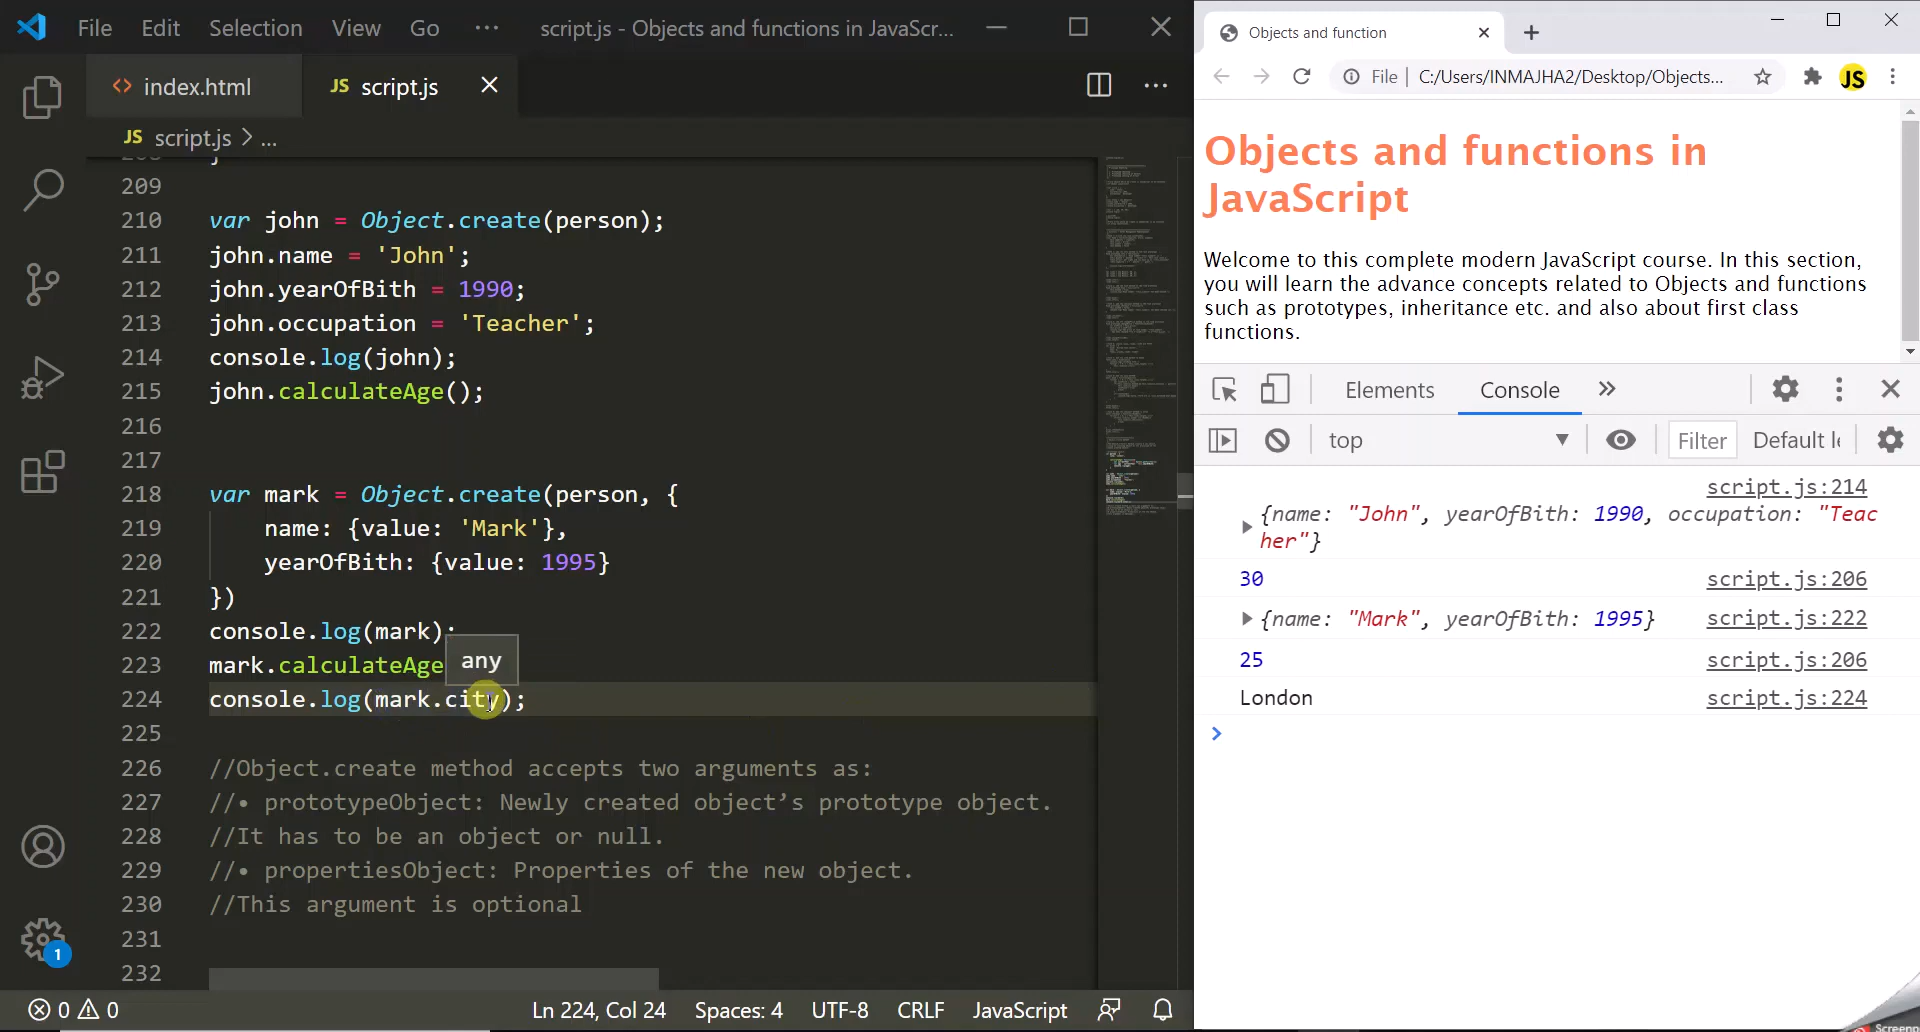 File Edit Selection View Go ··· script.js - Objects and functions in JavaScr...
index.html JS script.js
JS script.js > ...
209
210 var john = Object.create(person);
211 john.name = 'John';
212 john.yearOfBith = 1990;
213 john.occupation = 'Teacher';
214 console.log(john);
215 john.calculateAge();
216
217
218 var mark = Object.create(person, {
219 name: {value: 'Mark'},
220 yearOfBith: {value: 1995}
221 })
222 console.log(mark);
any
223 mark.calculateAge
224 console.log(mark.city);
225
226 //Object.create method accepts two arguments as:
227 //• prototypeObject: Newly created object’s prototype object.
228 //It has to be an object or null.
229 //• propertiesObject: Properties of the new object.
230 //This argument is optional
231
232
1
0 0 Ln 224, Col 24 Spaces: 4 UTF-8 CRLF JavaScript
Objects and function
File | C:/Users/INMAJHA2/Desktop/Objects... JS
Objects and functions in
JavaScript
Welcome to this complete modern JavaScript course. In this section,
you will learn the advance concepts related to Objects and functions
such as prototypes, inheritance etc. and also about first class
functions.
Elements Console »
top Filter
script.js:214
{name: "John", yearOfBith: 1990, occupation: "Teac
her"}
30 script.js:206
{name: "Mark", yearOfBith: 1995} script.js:222
25 script.js:206
London script.js:224
>